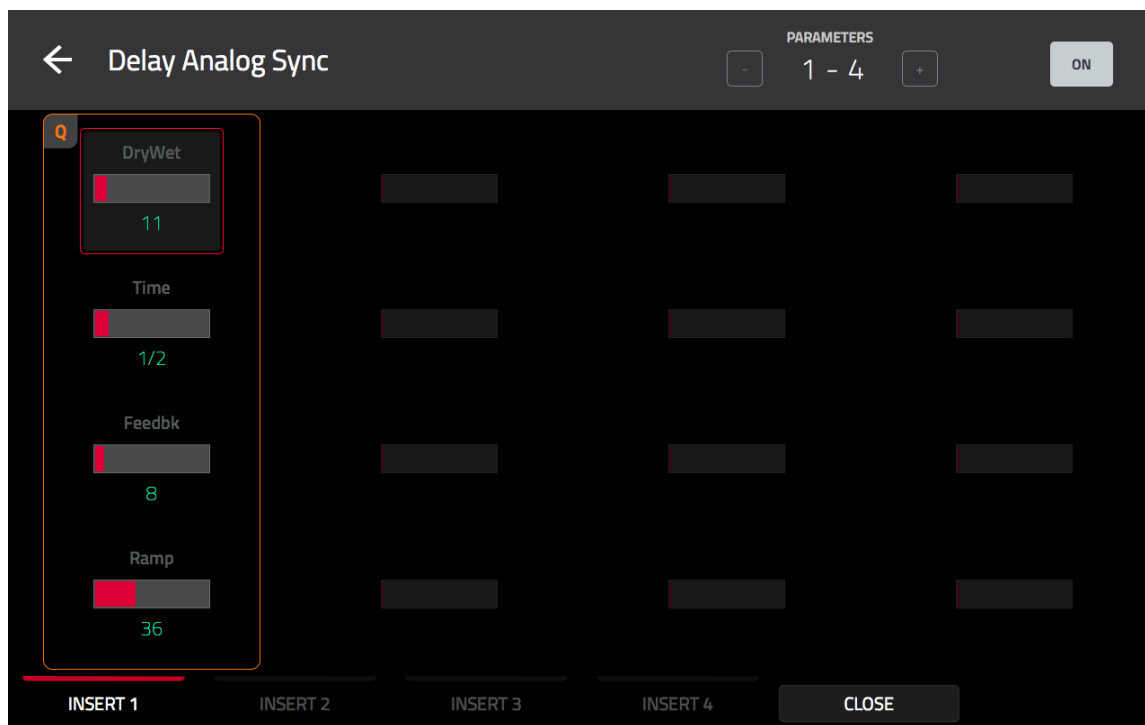 Delay Analog Sync
PARAMETERS
- 1 - 4 +
ON
Q
DryWet
11
Time
1/2
Feedbk
8
Ramp
36
INSERT 1 INSERT 2 INSERT 3 INSERT 4 CLOSE